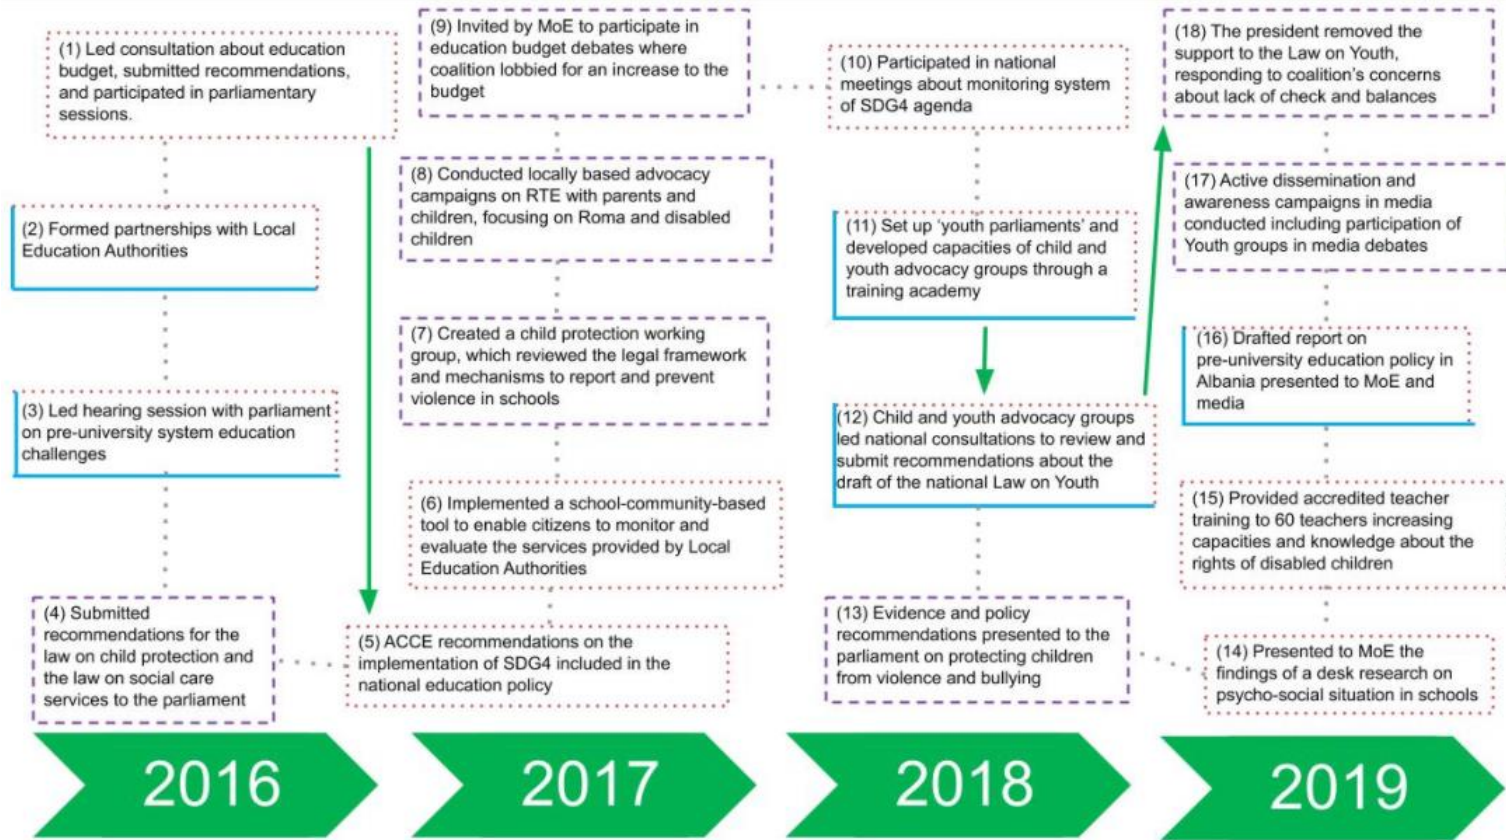 (1) Led consultation about education
budget, submitted recommendations,
and participated in parliamentary
sessions.
(2) Formed partnerships with Local
Education Authorities
(3) Led hearing session with parliament
on pre-university system education
challenges
(4) Submitted
recommendations for the
law on child protection and
the law on social care
services to the parliament
(5) ACCE recommendations on the
implementation of SDG4 included in the
national education policy
(6) Implemented a school-community-based
tool to enable citizens to monitor and
evaluate the services provided by Local
Education Authorities
(7) Created a child protection working
group, which reviewed the legal framework
and mechanisms to report and prevent
violence in schools
(8) Conducted locally based advocacy
campaigns on RTE with parents and
children, focusing on Roma and disabled
children
(9) Invited by MoE to participate in
education budget debates where
coalition lobbied for an increase to the
budget
(10) Participated in national
meetings about monitoring system
of SDG4 agenda
(11) Set up ‘youth parliaments’ and
developed capacities of child and
youth advocacy groups through a
training academy
(12) Child and youth advocacy groups
led national consultations to review and
submit recommendations about the
draft of the national Law on Youth
(13) Evidence and policy
recommendations presented to the
parliament on protecting children
from violence and bullying
(14) Presented to MoE the
findings of a desk research on
psycho-social situation in schools
(15) Provided accredited teacher
training to 60 teachers increasing
capacities and knowledge about the
rights of disabled children
(16) Drafted report on
pre-university education policy in
Albania presented to MoE and
media
(17) Active dissemination and
awareness campaigns in media
conducted including participation of
Youth groups in media debates
(18) The president removed the
support to the Law on Youth,
responding to coalition’s concerns
about lack of check and balances
2016
2017
2018
2019